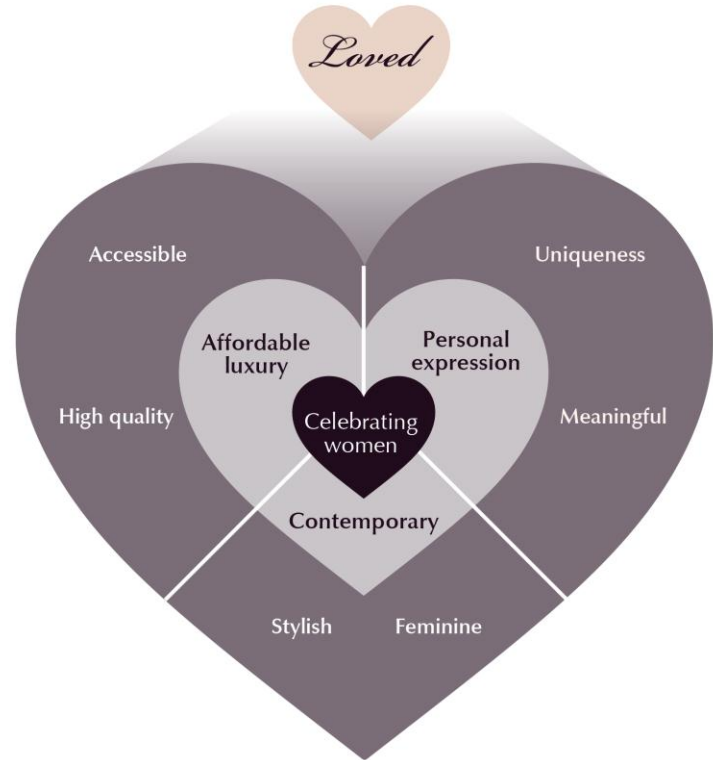 Loved
Accessible
Uniqueness
Affordable
luxury
Personal
expression
High quality
Celebrating
women
Meaningful
Contemporary
Stylish
Feminine